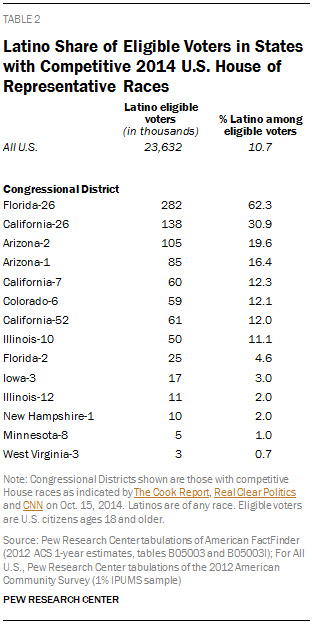 TABLE 2
Latino Share of Eligible Voters in States
with Competitive 2014 U.S. House of
Representative Races
Latino eligible
voters
(in thousands)
% Latino among
eligible voters
All U.S. 23,632 10.7
Congressional District
Florida-26 282 62.3
California-26 138 30.9
Arizona-2 105 19.6
Arizona-1 85 16.4
California-7 60 12.3
Colorado-6 59 12.1
California-52 61 12.0
Illinois-10 50 11.1
Florida-2 25 4.6
Iowa-3 17 3.0
Illinois-12 11 2.0
New Hampshire-1 10 2.0
Minnesota-8 5 1.0
West Virginia-3 3 0.7
Note: Congressional Districts shown are those with competitive
House races as indicated by The Cook Report, Real Clear Politics
and CNN on Oct. 15, 2014. Latinos are of any race. Eligible voters
are U.S. citizens ages 18 and older.
Source: Pew Research Center tabulations of American FactFinder
(2012 ACS 1-year estimates, tables B05003 and B05003I); For All
U.S., Pew Research Center tabulations of the 2012 American
Community Survey (1% IPUMS sample)
PEW RESEARCH CENTER